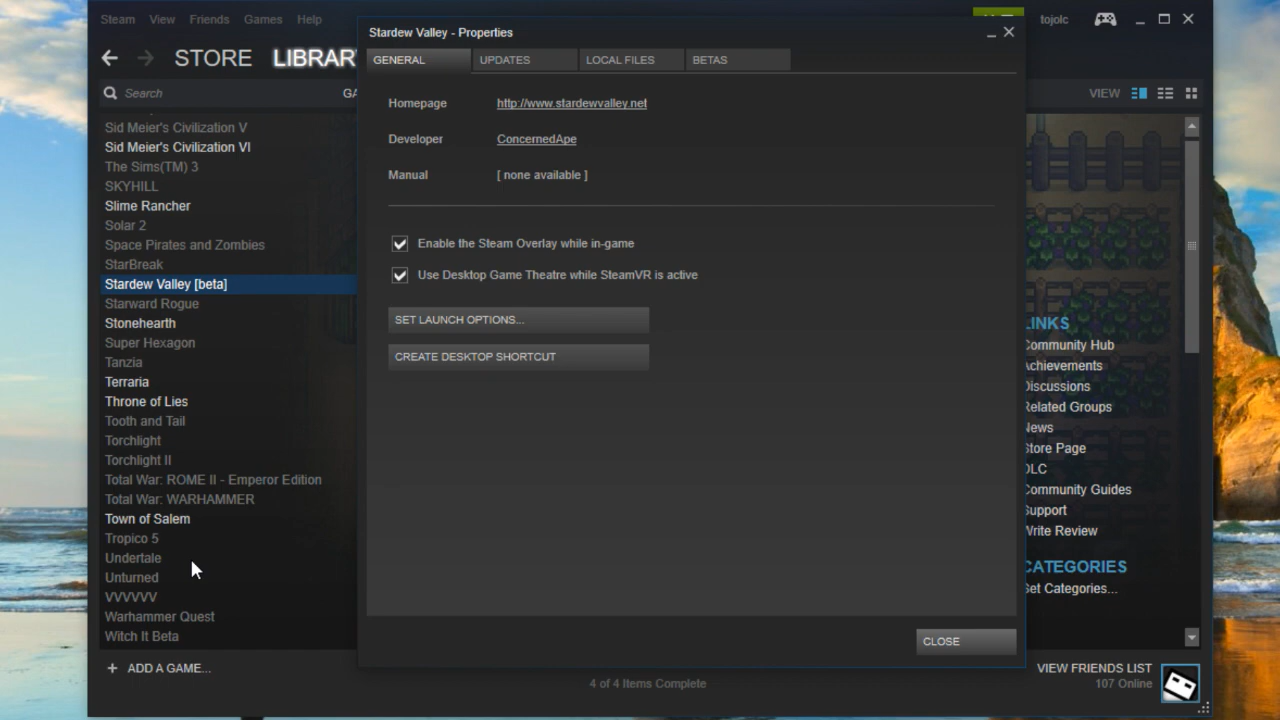 Steam View Friends Games Help
tojolc
STORE LIBRAR
Search
GA
VIEW
Sid Meier's Civilization V
Sid Meier's Civilization VI
The Sims(TM) 3
SKYHILL
Slime Rancher
Solar 2
Space Pirates and Zombies
StarBreak
Stardew Valley [beta]
Starward Rogue
Stonehearth
Super Hexagon
Tanzia
Terraria
Throne of Lies
Tooth and Tail
Torchlight
Torchlight II
Total War: ROME II - Emperor Edition
Total War: WARHAMMER
Town of Salem
Tropico 5
Undertale
Unturned
VVVVVV
Warhammer Quest
Witch It Beta
+ ADD A GAME...
Stardew Valley - Properties
GENERAL UPDATES LOCAL FILES BETAS
Homepage http://www.stardewvalley.net
Developer ConcernedApe
Manual [ none available ]
Enable the Steam Overlay while in-game
Use Desktop Game Theatre while SteamVR is active
SET LAUNCH OPTIONS...
CREATE DESKTOP SHORTCUT
CLOSE
LINKS
Community Hub
Achievements
Discussions
Related Groups
News
Store Page
DLC
Community Guides
Support
Write Review
CATEGORIES
Set Categories...
4 of 4 Items Complete
VIEW FRIENDS LIST
107 Online